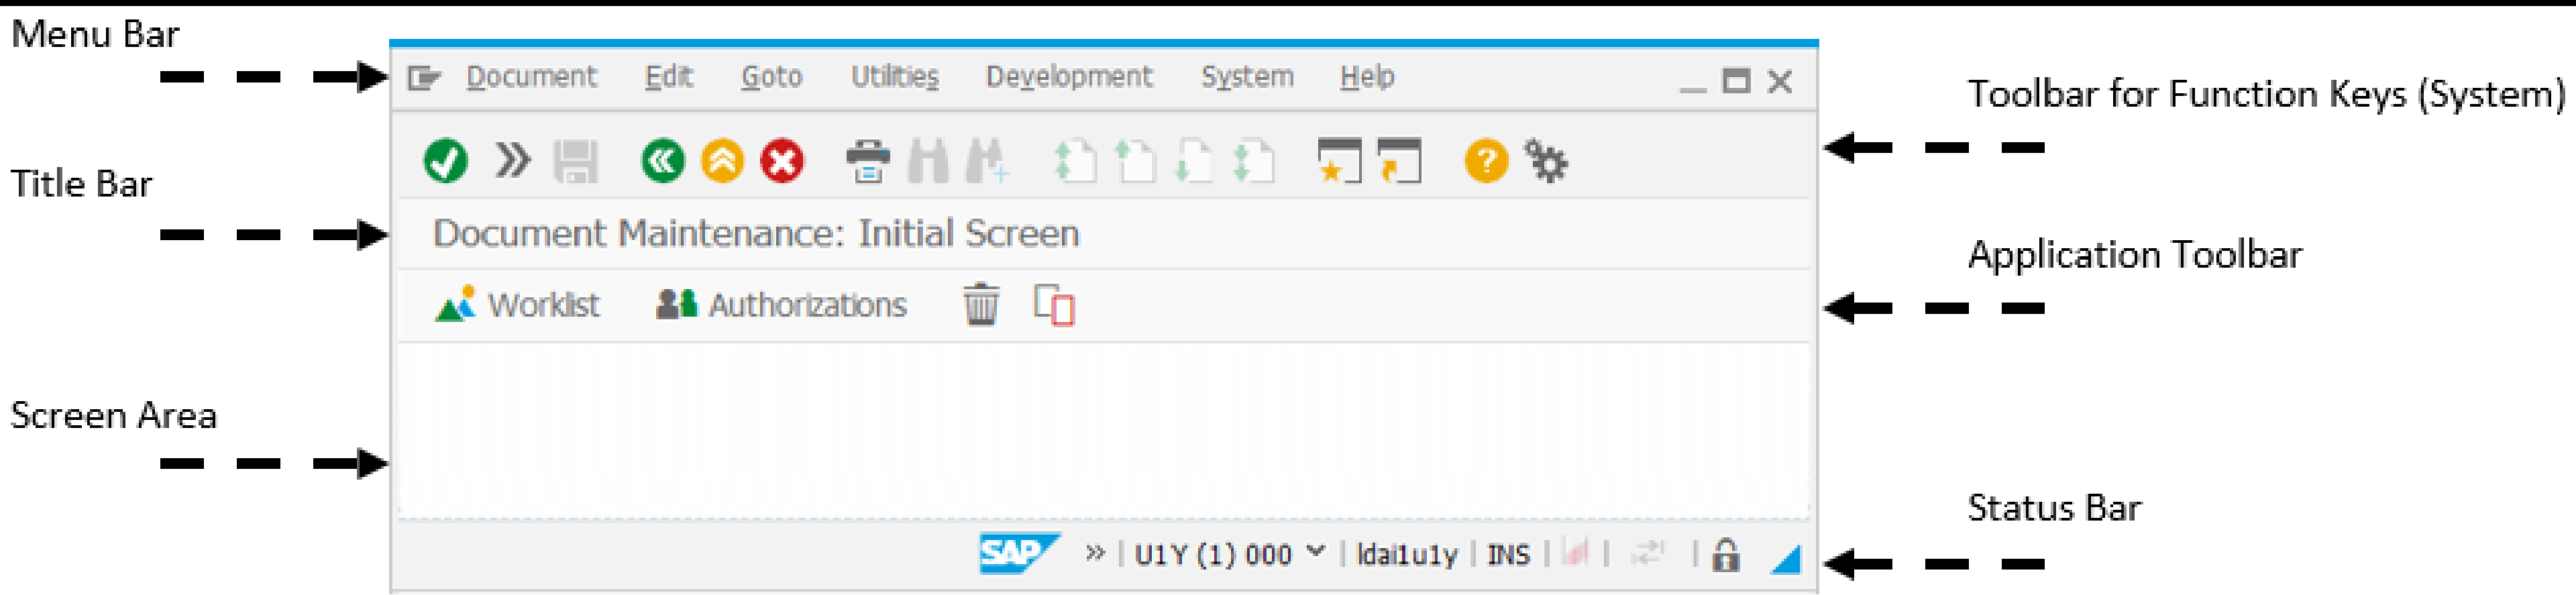 Menu Bar
Document Edit Goto Utilities Development System Help
Toolbar for Function Keys (System)
Title Bar
Document Maintenance: Initial Screen
Application Toolbar
Worklist Authorizations
Screen Area
Status Bar
SAP » | U1Y (1) 000 | ldai1u1y | INS